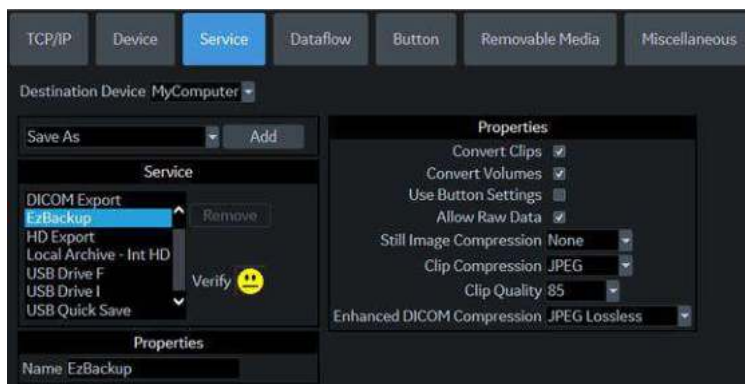 TCP/IP Device Service Dataflow Button Removable Media Miscellaneous
Destination Device MyComputer
Save As Add
Service
DICOM Export
EzBackup
HD Export
Local Archive - Int HD
USB Drive F
USB Drive I
USB Quick Save
Remove
Verify
Properties
Name EzBackup
Properties
Convert Clips
Convert Volumes
Use Button Settings
Allow Raw Data
Still Image Compression None
Clip Compression JPEG
Clip Quality 85
Enhanced DICOM Compression JPEG Lossless